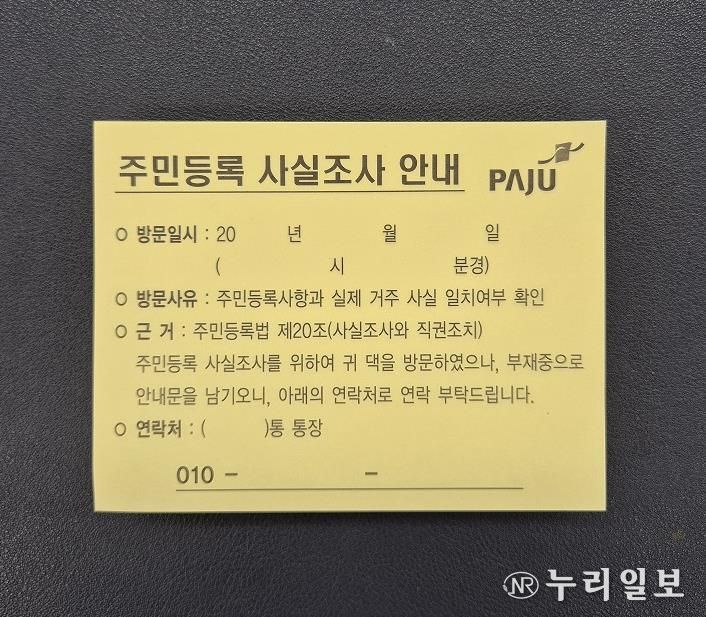 주민등록 사실조사 안내 PAJU
○ 방문일시 : 20 년 월 일
( 시 분경)
○ 방문사유 : 주민등록사항과 실제 거주 사실 일치여부 확인
○ 근 거 : 주민등록법 제20조(사실조사와 직권조치)
주민등록 사실조사를 위하여 귀 댁을 방문하였으나, 부재중으로
안내문을 남기오니, 아래의 연락처로 연락 부탁드립니다.
○ 연락처 : ( )통 통장
010 - -
NR 누리일보